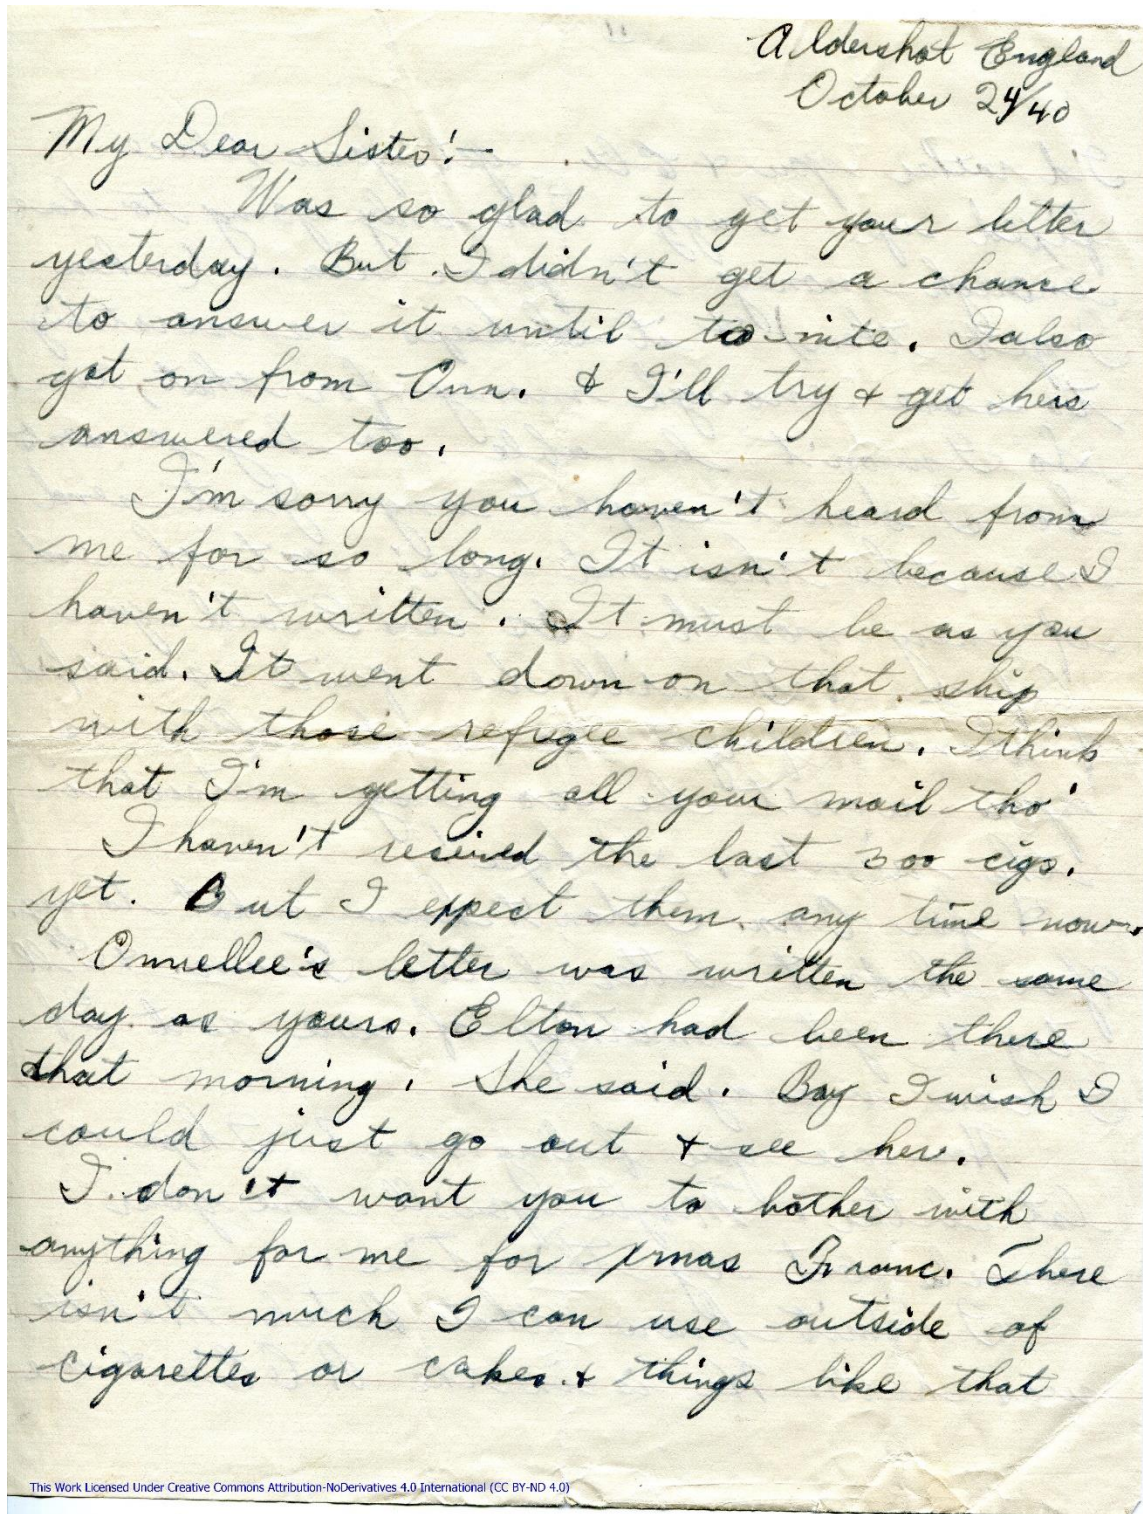 Aldershot England
October 24/40
My Dear Sister!-
Was so glad to get your letter
yesterday. But I didn't get a chance
to answer it until too-nite. I also
got on from Ann. & I'll try & get hers
answered too.
I'm sorry you haven't heard from
me for so long. It isn't because I
haven't written. It must be as you
said. It went down on that ship
with those refugee children. I think
that I'm getting all your mail tho'
I haven't reseived the last 300 cigs.
yet. But I expect them any time now.
Annellee's letter was written the same
day as yours. Elton had been there
that morning. She said. Boy I wish I
could just go out & see her.
I don't want you to bother with
anything for me for Xmas Franc. There
isn't much I can use outside of
cigarettes or cakes. & things like that
This Work Licensed Under Creative Commons Attribution-NoDerivatives 4.0 International (CC BY-ND 4.0)